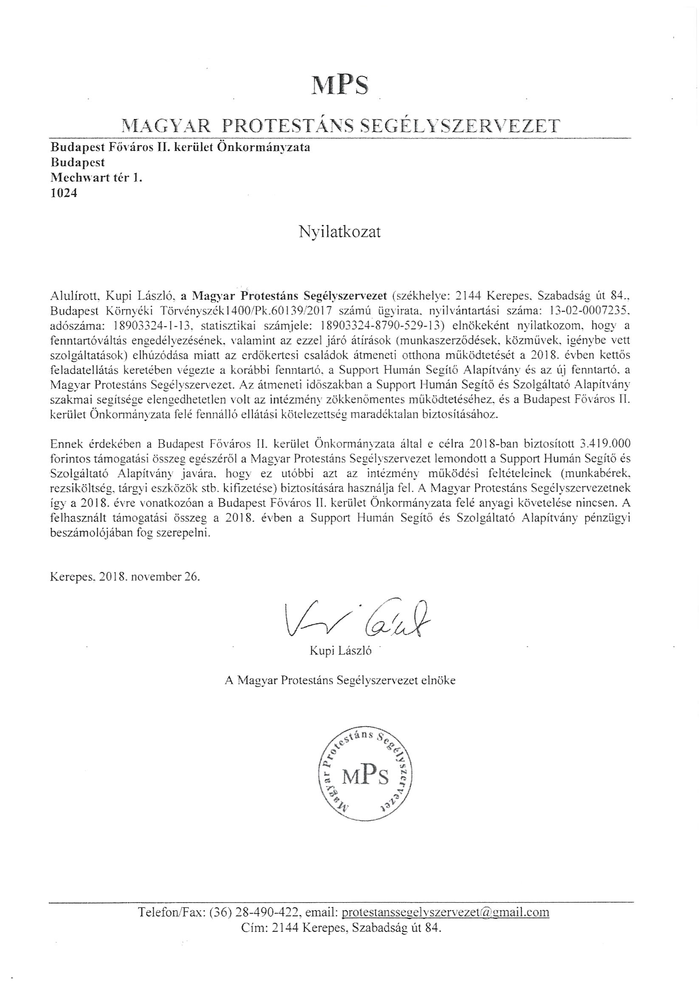 MPS
MAGYAR PROTESTÁNS SEGÉLYSZERVEZET
Budapest Főváros II. kerület Önkormányzata
Budapest
Mechwart tér 1.
1024
Nyilatkozat
Alulírott, Kupi László, a Magyar Protestáns Segélyszervezet (székhelye: 2144 Kerepes, Szabadság út 84.,
Budapest Környéki Törvényszék1400/Pk.60139/2017 számú ügyirata, nyilvántartási száma: 13-02-0007235,
adószáma: 18903324-1-13, statisztikai számjele: 18903324-8790-529-13) elnökeként nyilatkozom, hogy a
fenntartóváltás engedélyezésének, valamint az ezzel járó átírások (munkaszerződések, közművek, igénybe vett
szolgáltatások) elhúzódása miatt az erdőkertesi családok átmeneti otthona működtetését a 2018. évben kettős
feladatellátás keretében végezte a korábbi fenntartó, a Support Humán Segítő Alapítvány és az új fenntartó, a
Magyar Protestáns Segélyszervezet. Az átmeneti időszakban a Support Humán Segítő és Szolgáltató Alapítvány
szakmai segítsége elengedhetetlen volt az intézmény zökkenőmentes működtetéséhez, és a Budapest Főváros II.
kerület Önkormányzata felé fennálló ellátási kötelezettség maradéktalan biztosításához.
Ennek érdekében a Budapest Főváros II. kerület Önkormányzata által e célra 2018-ban biztosított 3.419.000
forintos támogatási összeg egészéről a Magyar Protestáns Segélyszervezet lemondott a Support Humán Segítő és
Szolgáltató Alapítvány javára, hogy ez utóbbi azt az intézmény működési feltételeinek (munkabérek,
rezsiköltség, tárgyi eszközök stb. kifizetése) biztosítására használja fel. A Magyar Protestáns Segélyszervezetnek
így a 2018. évre vonatkozóan a Budapest Főváros II. kerület Önkormányzata felé anyagi követelése nincsen. A
felhasznált támogatási összeg a 2018. évben a Support Humán Segítő és Szolgáltató Alapítvány pénzügyi
beszámolójában fog szerepelni.
Kerepes, 2018. november 26.
Kupi László
A Magyar Protestáns Segélyszervezet elnöke
Magyar Protestáns Segélyszervezet
MPS
Telefon/Fax: (36) 28-490-422, email: protestanssegelyszervezet@gmail.com
Cím: 2144 Kerepes, Szabadság út 84.